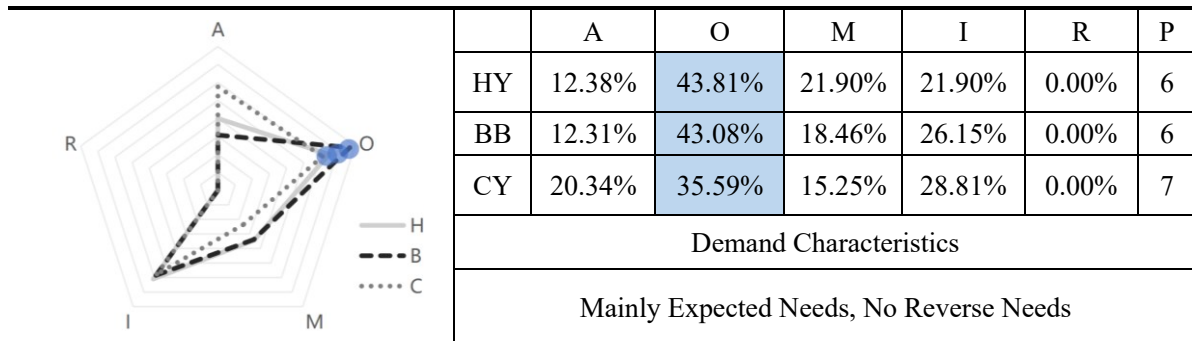 A
R
O
I
M
H
B
C
A O M I R P
HY 12.38% 43.81% 21.90% 21.90% 0.00% 6
BB 12.31% 43.08% 18.46% 26.15% 0.00% 6
CY 20.34% 35.59% 15.25% 28.81% 0.00% 7
Demand Characteristics
Mainly Expected Needs, No Reverse Needs